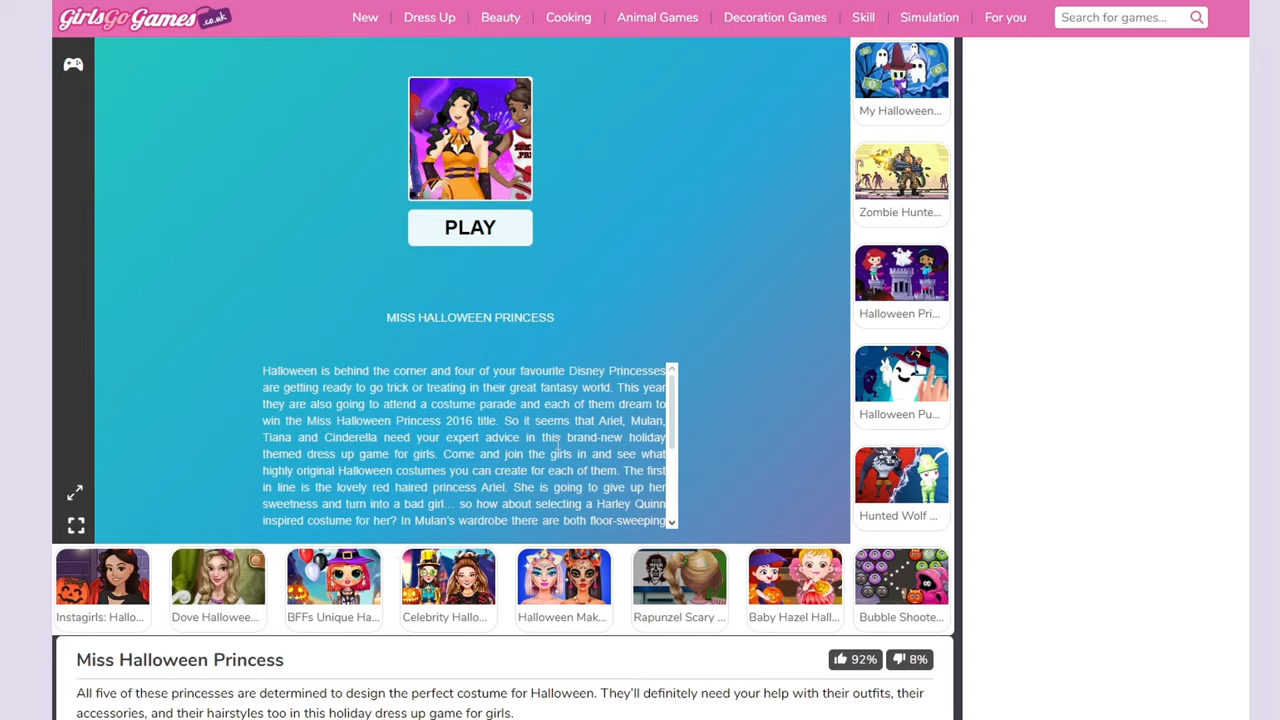 GirlsGoGames .co.uk
New | Dress Up | Beauty | Cooking | Animal Games | Decoration Games | Skill | Simulation | For you
Search for games...
My Halloween...
PLAY
Zombie Hunte...
MISS HALLOWEEN PRINCESS
Halloween Pri...
Halloween is behind the corner and four of your favourite Disney Princesses
are getting ready to go trick or treating in their great fantasy world. This year
they are also going to attend a costume parade and each of them dream to
win the Miss Halloween Princess 2016 title. So it seems that Ariel, Mulan,
Tiana and Cinderella need your expert advice in this brand-new holiday
themed dress up game for girls. Come and join the girls in and see what
highly original Halloween costumes you can create for each of them. The first
in line is the lovely red haired princess Ariel. She is going to give up her
sweetness and turn into a bad girl... so how about selecting a Harley Quinn
inspired costume for her? In Mulan's wardrobe there are both floor-sweeping
Halloween Pu...
Hunted Wolf ...
Instagirls: Hallo...
Dove Hallowee...
BFFs Unique Ha...
Celebrity Hallo...
Halloween Mak...
Rapunzel Scary ...
Baby Hazel Hall...
Bubble Shoote...
Miss Halloween Princess
92%
8%
All five of these princesses are determined to design the perfect costume for Halloween. They'll definitely need your help with their outfits, their
accessories, and their hairstyles too in this holiday dress up game for girls.